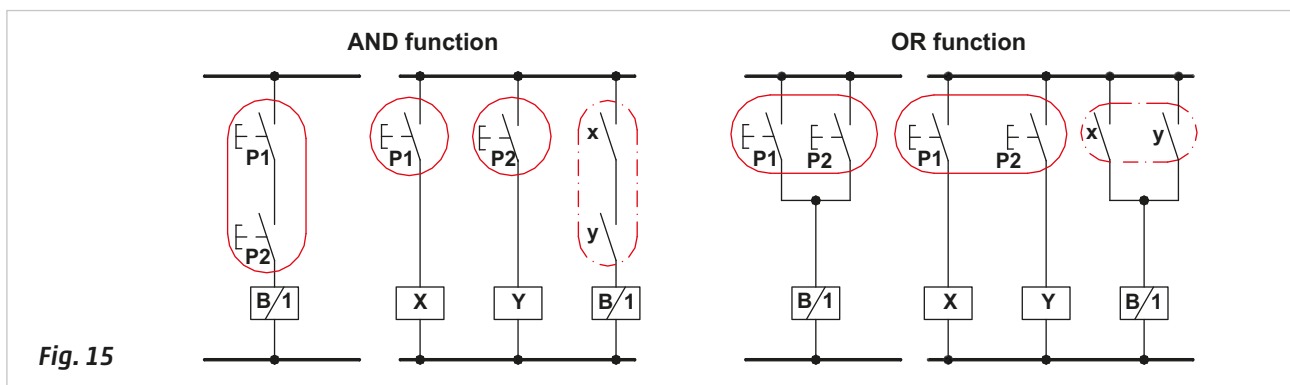 AND function OR function
P1 P1 P2 x P1 P2 P1 P2 x y
P2 y
B/1 X Y B/1 B/1 X Y B/1
Fig. 15